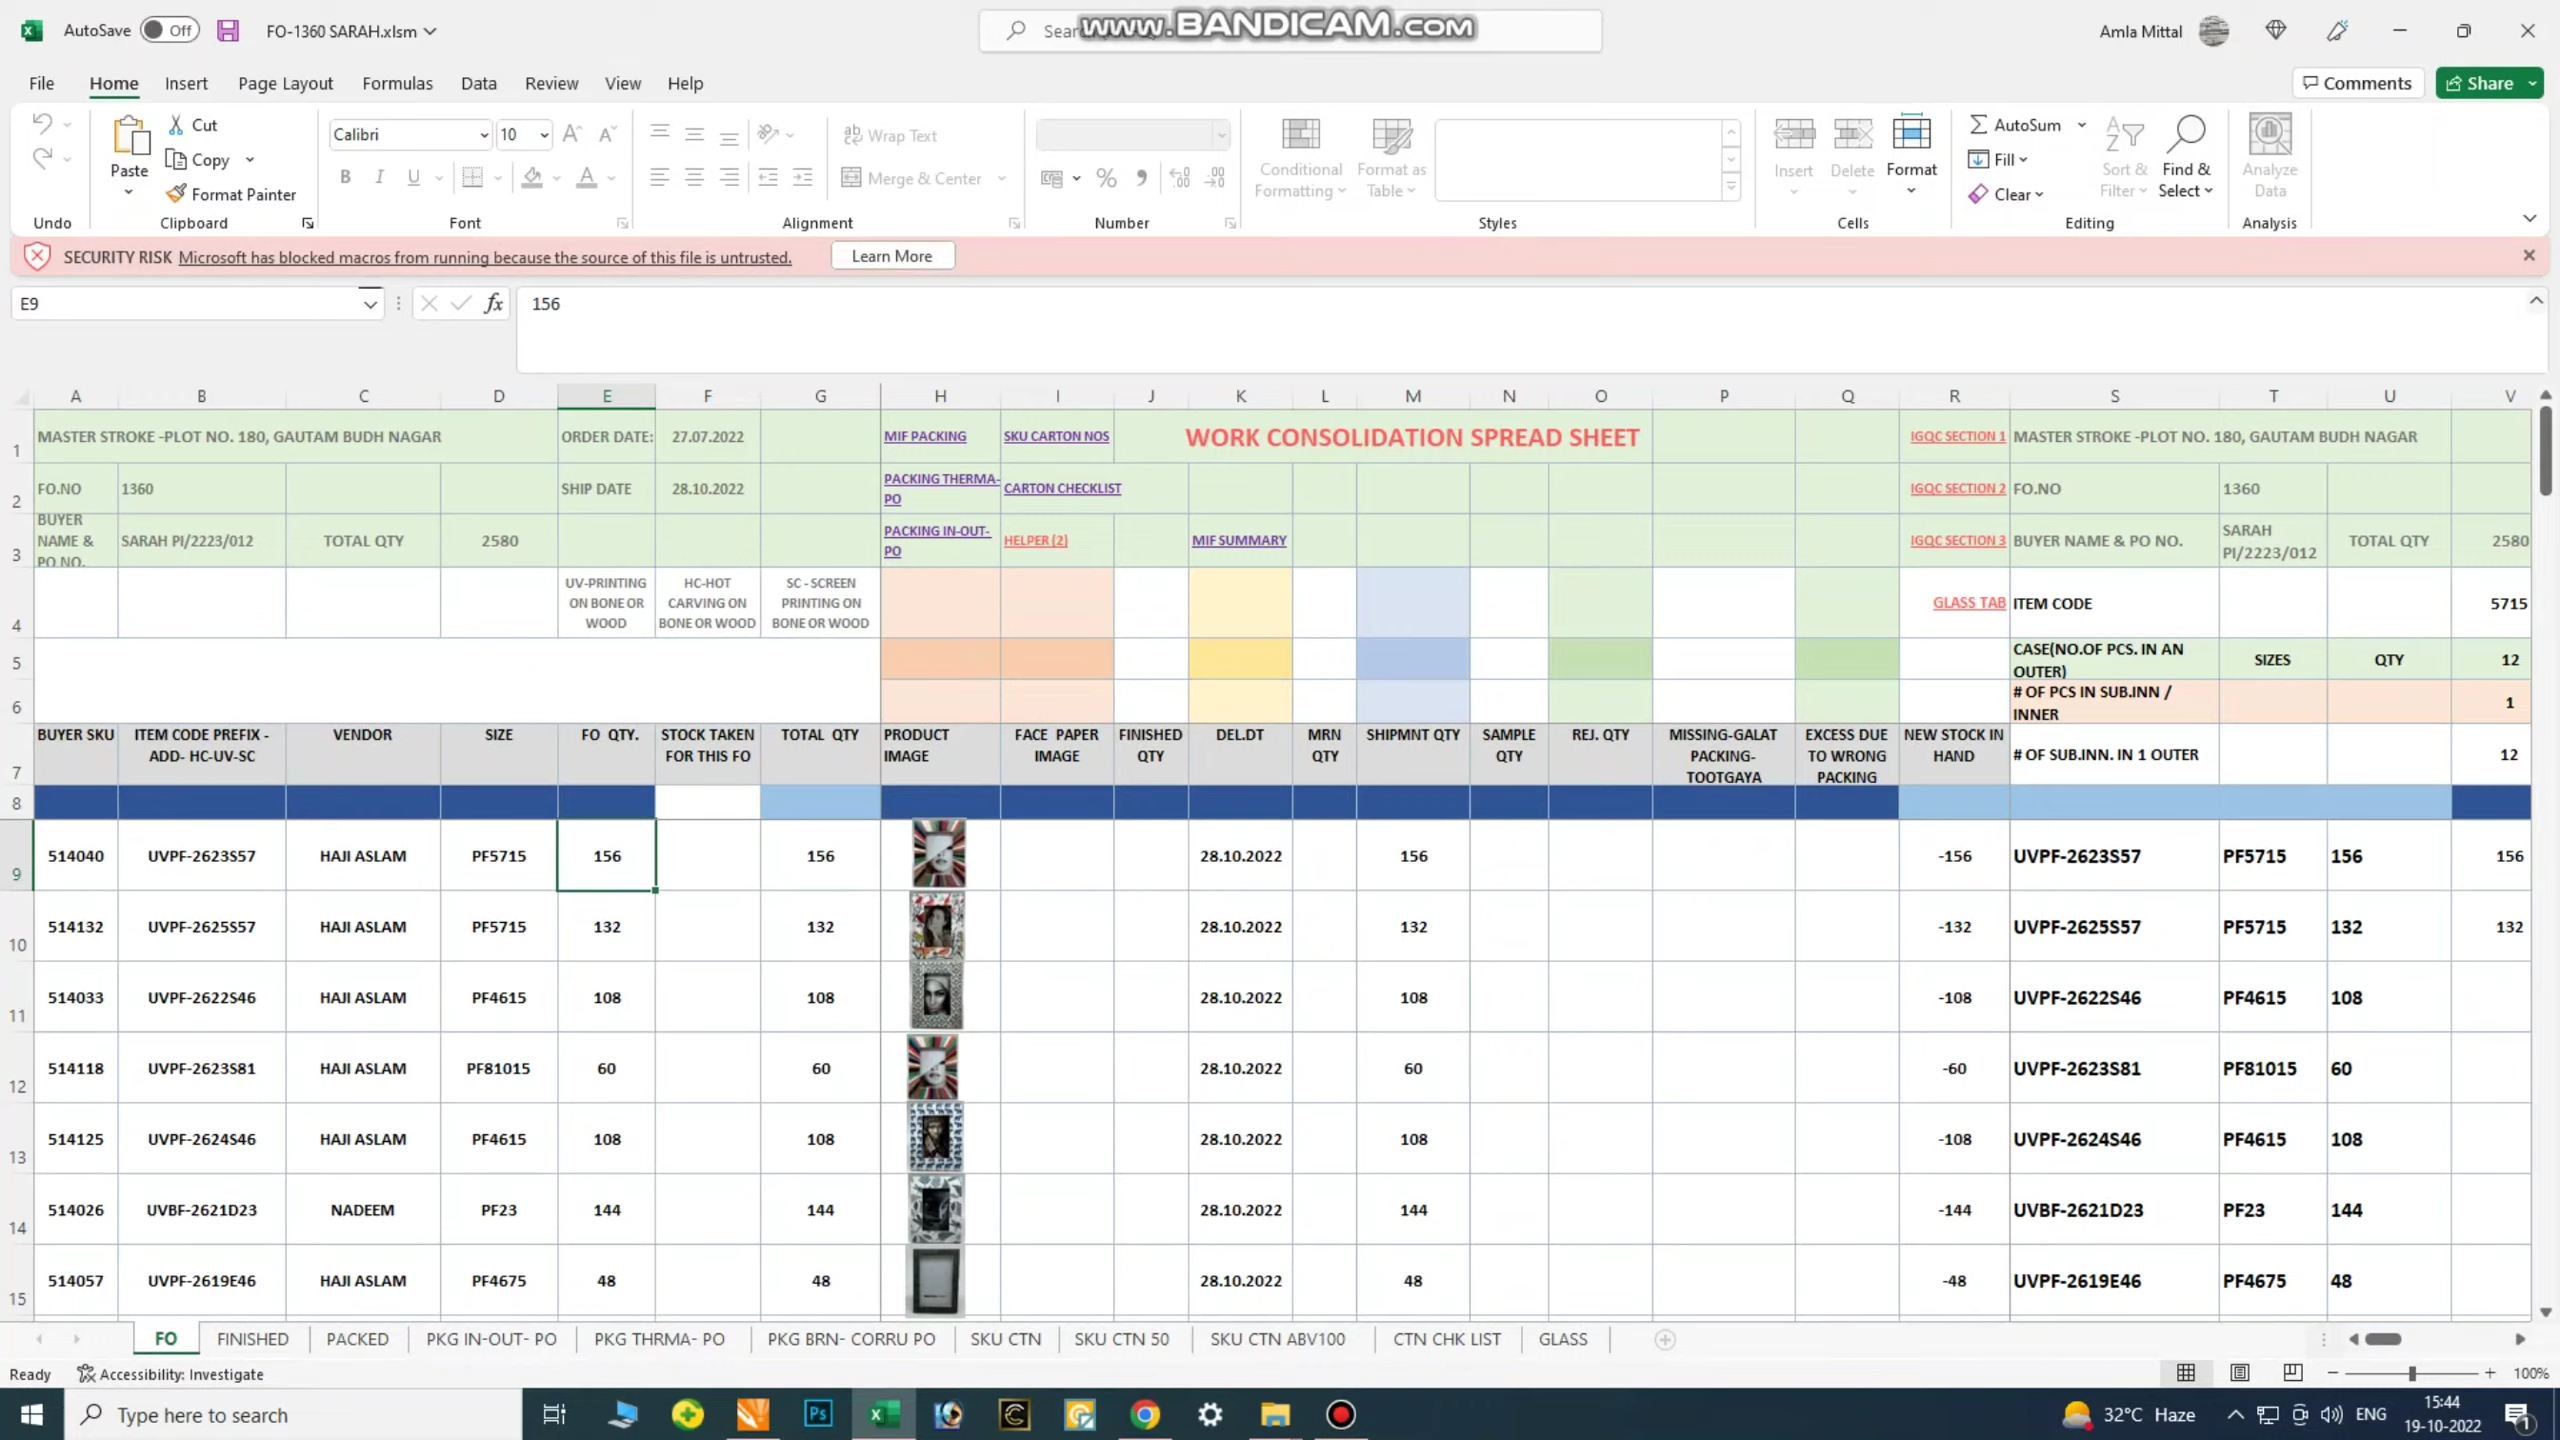 AutoSave Off FO-1360 SARAH.xlsm Search www.BANDICAM.com Amla Mittal
File Home Insert Page Layout Formulas Data Review View Help Comments Share
Cut Calibri 10 Wrap Text AutoSum
Copy Fill
Paste Format Painter B I U Merge & Center Conditional Formatting Format as Table Insert Delete Format Clear Sort & Filter Find & Select Analyze Data
Undo Clipboard Font Alignment Number Styles Cells Editing Analysis
SECURITY RISK Microsoft has blocked macros from running because the source of this file is untrusted. Learn More
E9 fx 156
A B C D E F G H I J K L M N O P Q R S T U V
1 MASTER STROKE -PLOT NO. 180, GAUTAM BUDH NAGAR ORDER DATE: 27.07.2022 MIF PACKING SKU CARTON NOS WORK CONSOLIDATION SPREAD SHEET IGQC SECTION 1 MASTER STROKE -PLOT NO. 180, GAUTAM BUDH NAGAR
2 FO.NO 1360 SHIP DATE 28.10.2022 PACKING THERMA-PO CARTON CHECKLIST IGQC SECTION 2 FO.NO 1360
3 BUYER NAME & PO NO. SARAH PI/2223/012 TOTAL QTY 2580 PACKING IN-OUT-PO HELPER (2) MIF SUMMARY IGQC SECTION 3 BUYER NAME & PO NO. SARAH PI/2223/012 TOTAL QTY 2580
4 UV-PRINTING ON BONE OR WOOD HC-HOT CARVING ON BONE OR WOOD SC - SCREEN PRINTING ON BONE OR WOOD GLASS TAB ITEM CODE 5715
5 CASE(NO.OF PCS. IN AN OUTER) SIZES QTY 12
6 # OF PCS IN SUB.INN / INNER 1
7 BUYER SKU ITEM CODE PREFIX - ADD- HC-UV-SC VENDOR SIZE FO QTY. STOCK TAKEN FOR THIS FO TOTAL QTY PRODUCT IMAGE FACE PAPER IMAGE FINISHED QTY DEL.DT MRN QTY SHIPMNT QTY SAMPLE QTY REJ. QTY MISSING-GALAT PACKING-TOOTGAYA EXCESS DUE TO WRONG PACKING NEW STOCK IN HAND # OF SUB.INN. IN 1 OUTER 12
8
9 514040 UVPF-2623S57 HAJI ASLAM PF5715 156 156 28.10.2022 156 -156 UVPF-2623S57 PF5715 156 156
10 514132 UVPF-2625S57 HAJI ASLAM PF5715 132 132 28.10.2022 132 -132 UVPF-2625S57 PF5715 132 132
11 514033 UVPF-2622S46 HAJI ASLAM PF4615 108 108 28.10.2022 108 -108 UVPF-2622S46 PF4615 108
12 514118 UVPF-2623S81 HAJI ASLAM PF81015 60 60 28.10.2022 60 -60 UVPF-2623S81 PF81015 60
13 514125 UVPF-2624S46 HAJI ASLAM PF4615 108 108 28.10.2022 108 -108 UVPF-2624S46 PF4615 108
14 514026 UVBF-2621D23 NADEEM PF23 144 144 28.10.2022 144 -144 UVBF-2621D23 PF23 144
15 514057 UVPF-2619E46 HAJI ASLAM PF4675 48 48 28.10.2022 48 -48 UVPF-2619E46 PF4675 48
FO FINISHED PACKED PKG IN-OUT- PO PKG THRMA- PO PKG BRN- CORRU PO SKU CTN SKU CTN 50 SKU CTN ABV100 CTN CHK LIST GLASS
Ready Accessibility: Investigate 100%
Type here to search Ps 32°C Haze ENG 15:44
19-10-2022 1